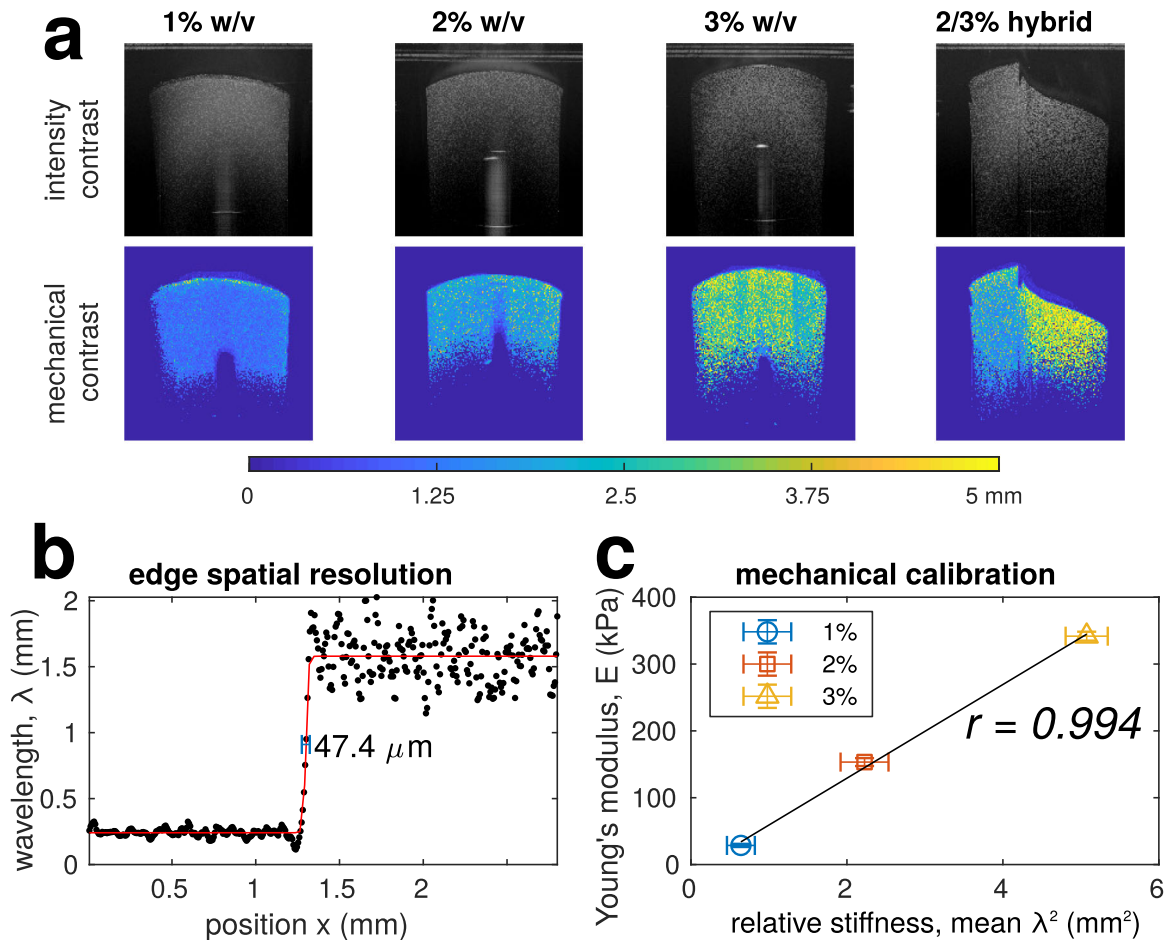 a
1% w/v
2% w/v
3% w/v
2/3% hybrid
intensity
contrast
mechanical
contrast
0
1.25
2.5
3.75
5 mm
b
edge spatial resolution
wavelength, λ (mm)
2
1.5
1
0.5
0
47.4 μm
0.5
1
1.5
2
position x (mm)
c
mechanical calibration
Young's modulus, E (kPa)
400
300
200
100
0
1%
2%
3%
r = 0.994
0
2
4
6
relative stiffness, mean λ² (mm²)